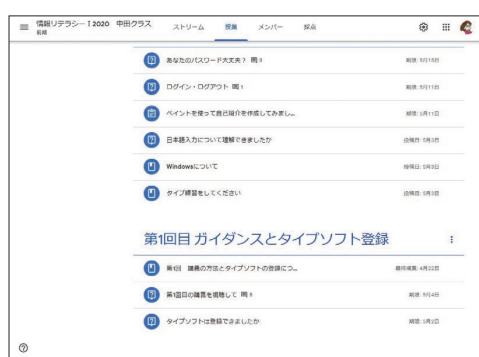 情報リテラシーⅠ2020 中田クラス
前期
ストリーム 授業 メンバー 採点
あなたのパスワード大丈夫? 3
期限: 5月15日
ログイン・ログアウト 1
期限: 5月11日
ペイントを使って自己紹介を作成してみまし...
期限: 5月11日
日本語入力について理解できましたか
投稿日: 5月3日
Windowsについて
投稿日: 5月3日
タイプ練習をしてください
投稿日: 5月3日
第1回目 ガイダンスとタイプソフト登録
第1回 講義の方法とタイプソフトの登録につ...
最終編集: 4月22日
第1回目の講義を視聴して
期限: 5月4日
タイプソフトは登録できましたか
期限: 5月2日